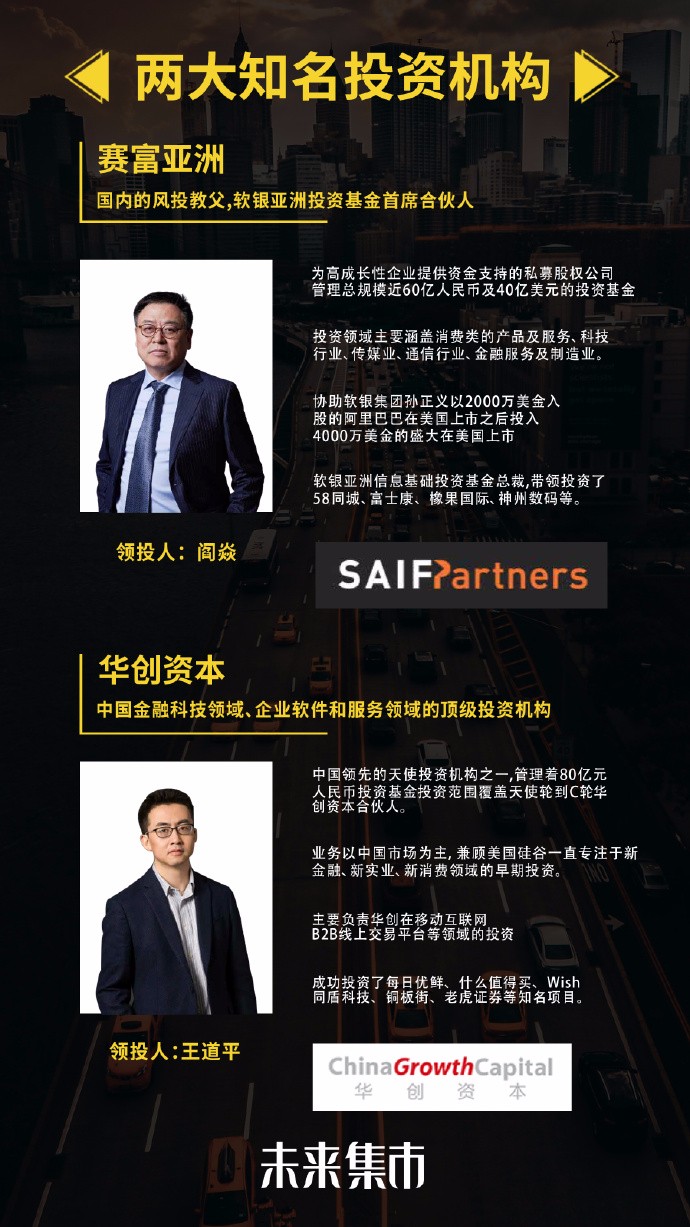 两大知名投资机构
赛富亚洲
国内的风投教父,软银亚洲投资基金首席合伙人
为高成长性企业提供资金支持的私募股权公司
管理总规模近60亿人民币及40亿美元的投资基金
投资领域主要涵盖消费类的产品及服务、科技
行业、传媒业、通信行业、金融服务及制造业。
协助软银集团孙正义以2000万美金入
股的阿里巴巴在美国上市之后投入
4000万美金的盛大在美国上市
软银亚洲信息基础投资基金总裁,带领投资了
58同城、富士康、橡果国际、神州数码等。
领投人：阎焱
SAIFPartners
华创资本
中国金融科技领域、企业软件和服务领域的顶级投资机构
中国领先的天使投资机构之一,管理着80亿元
人民币投资基金投资范围覆盖天使轮到C轮华
创资本合伙人。
业务以中国市场为主, 兼顾美国硅谷一直专注于新
金融、新实业、新消费领域的早期投资。
主要负责华创在移动互联网
B2B线上交易平台等领域的投资
成功投资了每日优鲜、什么值得买、Wish
同盾科技、铜板街、老虎证券等知名项目。
领投人：王道平
ChinaGrowthCapital
华创资本
未来集市